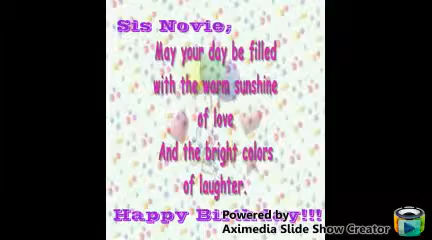 Sis Novie;
May your day be filled
with the warm sunshine
of love
And the bright colors
of laughter.
Happy Birthday!!!
Powered by
Aximedia Slide Show Creator